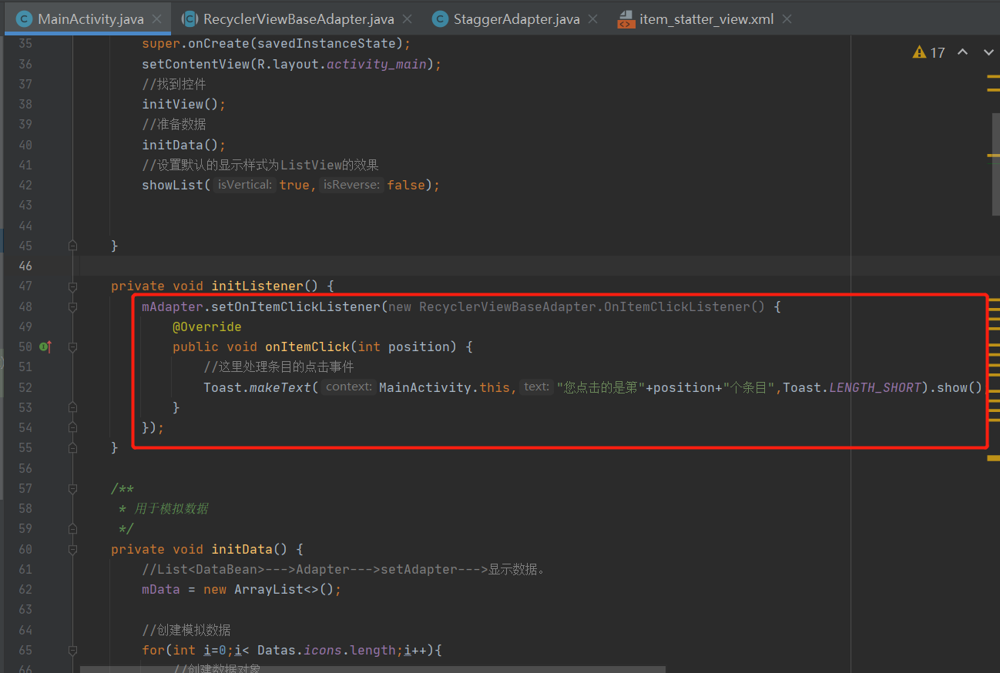 MainActivity.java RecyclerViewBaseAdapter.java StaggerAdapter.java item_statter_view.xml
35 super.onCreate(savedInstanceState);
17
36 setContentView(R.layout.activity_main);
37 //找到控件
38 initView();
39 //准备数据
40 initData();
41 //设置默认的显示样式为ListView的效果
42 showList( isVertical: true, isReverse: false);
43
44
45 }
46
47 private void initListener() {
48 mAdapter.setOnItemClickListener(new RecyclerViewBaseAdapter.OnItemClickListener() {
49 @Override
50 public void onItemClick(int position) {
51 //这里处理条目的点击事件
52 Toast.makeText( context: MainActivity.this, text: "您点击的是第"+position+"个条目",Toast.LENGTH_SHORT).show()
53 }
54 });
55 }
56
57 /**
58 * 用于模拟数据
59 */
60 private void initData() {
61 //List<DataBean>--->Adapter--->setAdapter--->显示数据。
62 mData = new ArrayList<>();
63
64 //创建模拟数据
65 for(int i=0;i< Datas.icons.length;i++){
66 //创建数据对象